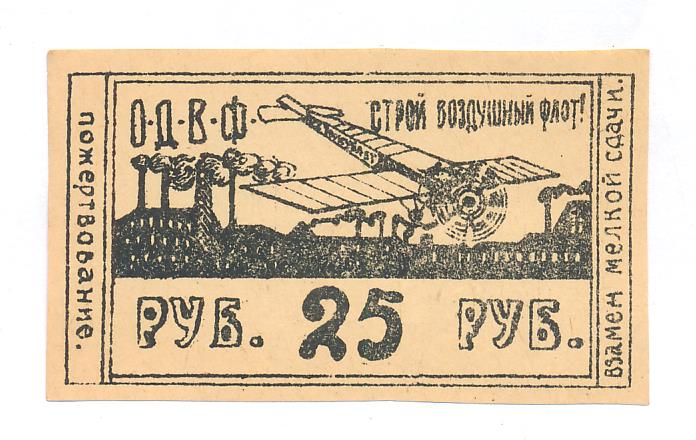 О·Д·В·Ф·
СТРОЙ ВОЗДУШНЫЙ ФЛОТ!
пожертвование.
взамен мелкой сдачи.
РУБ. 25 РУБ.